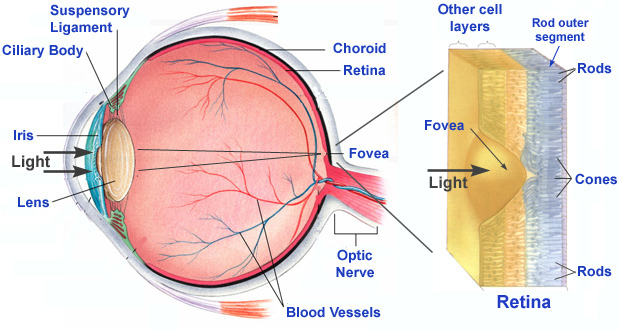 Suspensory
Ligament
Ciliary Body
Iris
Light
Lens
Choroid
Retina
Fovea
Optic
Nerve
Blood Vessels
Other cell
layers
Rod outer
segment
Rods
Fovea
Light
Cones
Rods
Retina